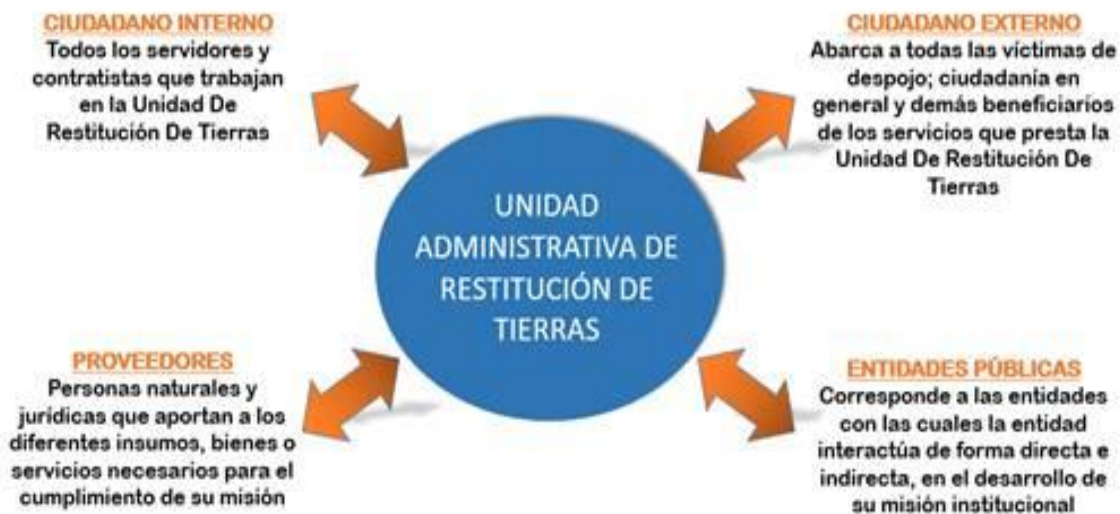 CIUDADANO INTERNO
Todos los servidores y
contratistas que trabajan
en la Unidad De
Restitución De Tierras
CIUDADANO EXTERNO
Abarca a todas las víctimas de
despojo; ciudadanía en
general y demás beneficiarios
de los servicios que presta la
Unidad De Restitución De
Tierras
UNIDAD
ADMINISTRATIVA DE
RESTITUCIÓN DE
TIERRAS
PROVEEDORES
Personas naturales y
jurídicas que aportan a los
diferentes insumos, bienes o
servicios necesarios para el
cumplimiento de su misión
ENTIDADES PÚBLICAS
Corresponde a las entidades
con las cuales la entidad
interactúa de forma directa e
indirecta, en el desarrollo de
su misión institucional